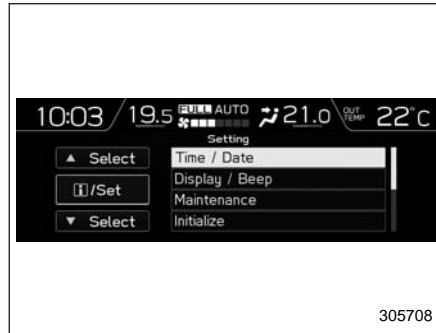 10:03 19.5 FULL AUTO 21.0 OUT TEMP 22°C
Setting
▲ Select
Time / Date
i/Set
Display / Beep
Maintenance
▼ Select
Initialize
305708